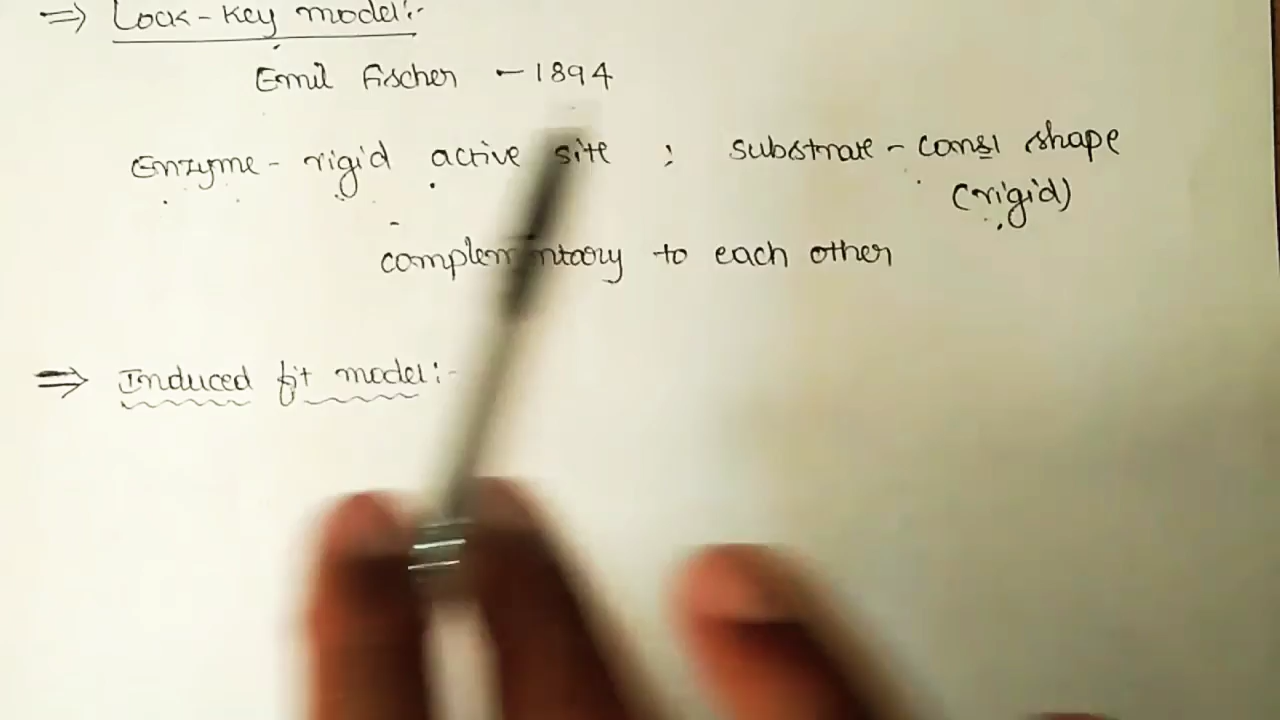 ⇒ Lock-Key model:-
Emil Fischer - 1894
Enzyme - rigid active site ; substrate - consl shape
(rigid)
complementary to each other
⇒ Induced fit model:-